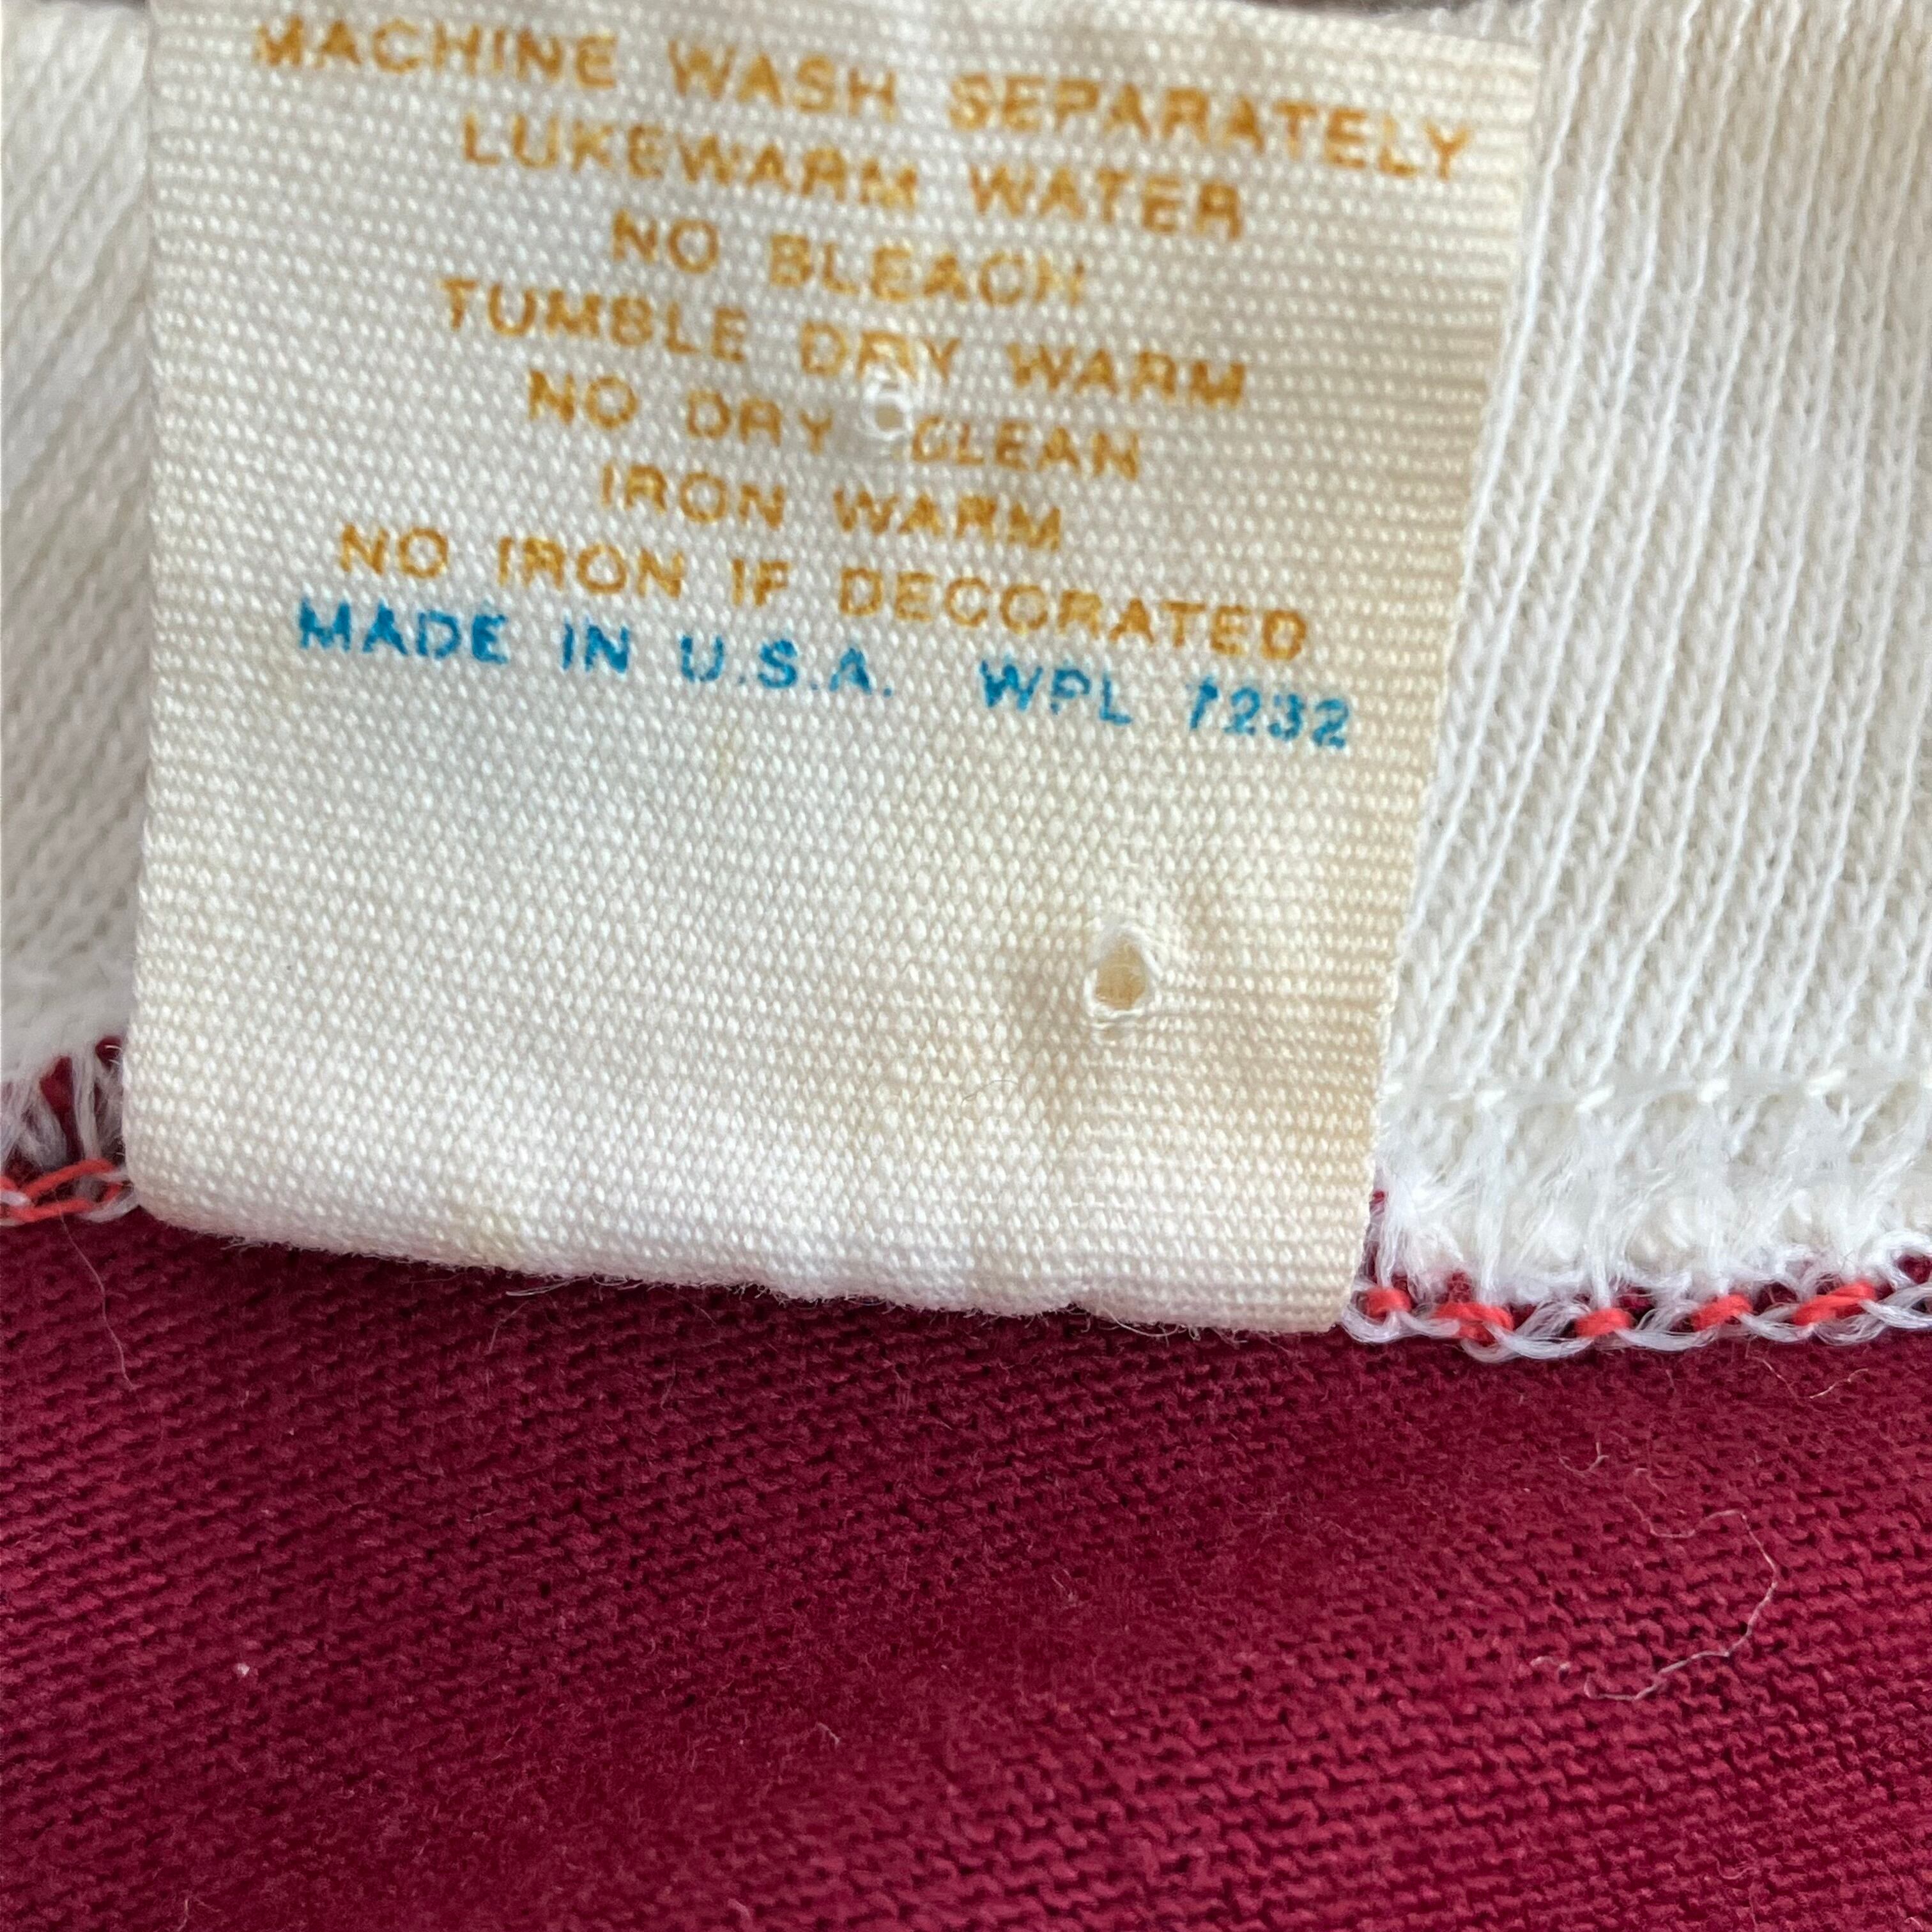 MACHINE WASH SEPARATELY
LUKEWARM WATER
NO BLEACH
TUMBLE DRY WARM
NO DRY CLEAN
IRON WARM
NO IRON IF DECORATED
MADE IN U.S.A. WPL 7232